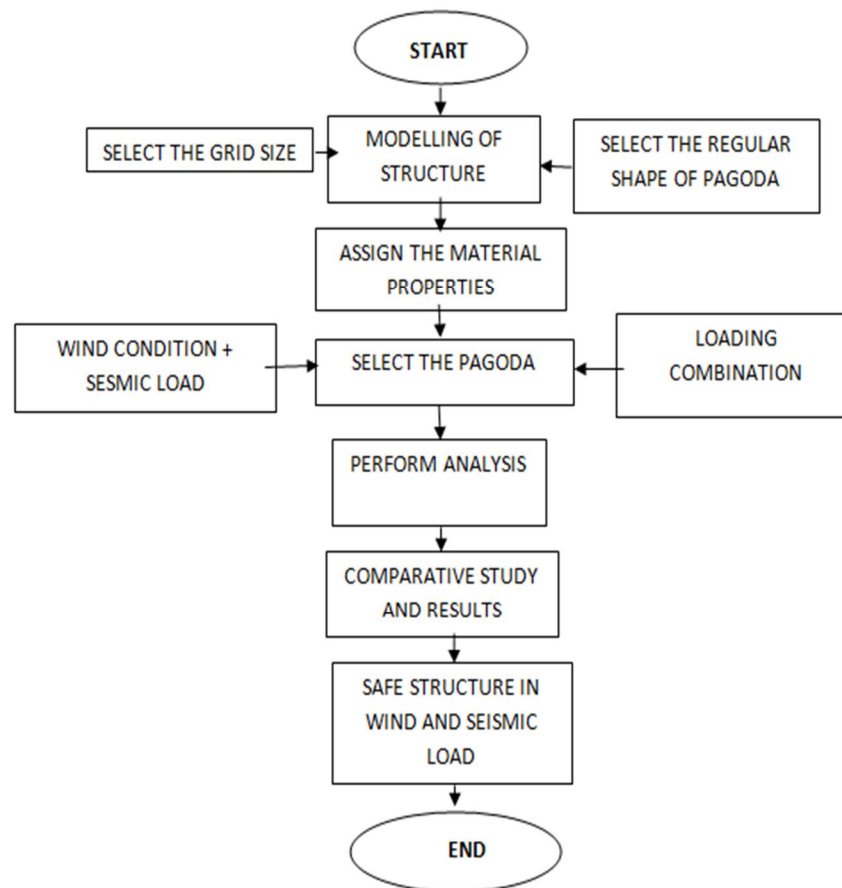 START
SELECT THE GRID SIZE
MODELLING OF
STRUCTURE
SELECT THE REGULAR
SHAPE OF PAGODA
ASSIGN THE MATERIAL
PROPERTIES
WIND CONDITION +
SESMIC LOAD
SELECT THE PAGODA
LOADING
COMBINATION
PERFORM ANALYSIS
COMPARATIVE STUDY
AND RESULTS
SAFE STRUCTURE IN
WIND AND SEISMIC
LOAD
END